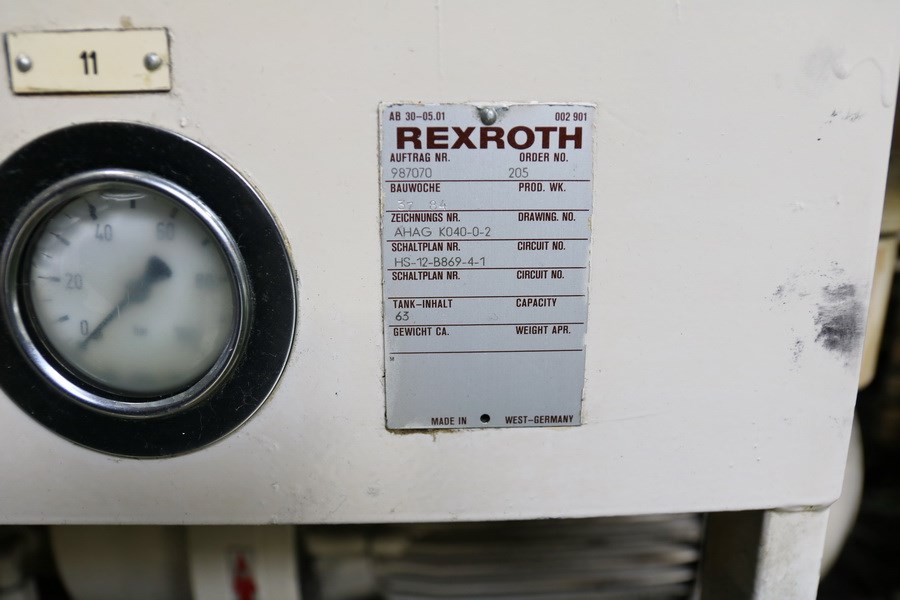 11
AB 30-05.01 002 901
REXROTH
AUFTRAG NR. ORDER NO.
987070 205
BAUWOCHE PROD. WK.
ZEICHNUNGS NR. DRAWING. NO.
AHAG K040-0-2
SCHALTPLAN NR. CIRCUIT NO.
HS-12-B869-4-1
SCHALTPLAN NR. CIRCUIT NO.
TANK-INHALT CAPACITY
63
GEWICHT CA. WEIGHT APR.
MADE IN WEST-GERMANY
40 60
20
0